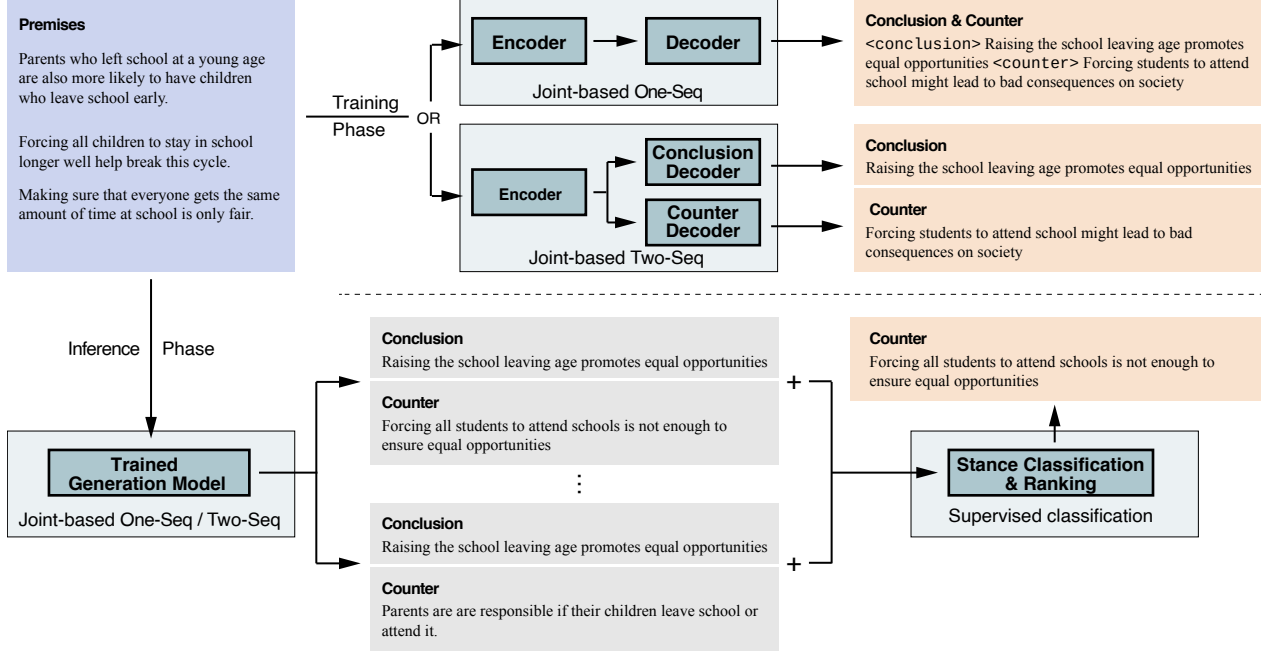 Premises
Parents who left school at a young age
are also more likely to have children
who leave school early.
Forcing all children to stay in school
longer well help break this cycle.
Making sure that everyone gets the same
amount of time at school is only fair.
Training
Phase
OR
Encoder
Decoder
Joint-based One-Seq
Conclusion & Counter
<conclusion> Raising the school leaving age promotes
equal opportunities <counter> Forcing students to attend
school might lead to bad consequences on society
Encoder
Conclusion
Decoder
Counter
Decoder
Joint-based Two-Seq
Conclusion
Raising the school leaving age promotes equal opportunities
Counter
Forcing students to attend school might lead to bad
consequences on society
Inference Phase
Trained
Generation Model
Joint-based One-Seq / Two-Seq
Conclusion
Raising the school leaving age promotes equal opportunities
+
Counter
Forcing all students to attend schools is not enough to
ensure equal opportunities
⋮
Conclusion
Raising the school leaving age promotes equal opportunities
+
Counter
Parents are are responsible if their children leave school or
attend it.
Stance Classification
& Ranking
Supervised classification
Counter
Forcing all students to attend schools is not enough to
ensure equal opportunities